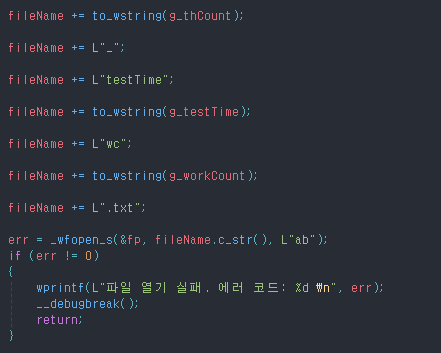 fileName += to_wstring(g_thCount);
fileName += L"_";
fileName += L"testTime";
fileName += to_wstring(g_testTime);
fileName += L"wc";
fileName += to_wstring(g_workCount);
fileName += L".txt";
err = _wfopen_s(&fp, fileName.c_str(), L"ab");
if (err != 0)
{
wprintf(L"파일 열기 실패. 에러 코드: %d ₩n", err);
__debugbreak();
return;
}